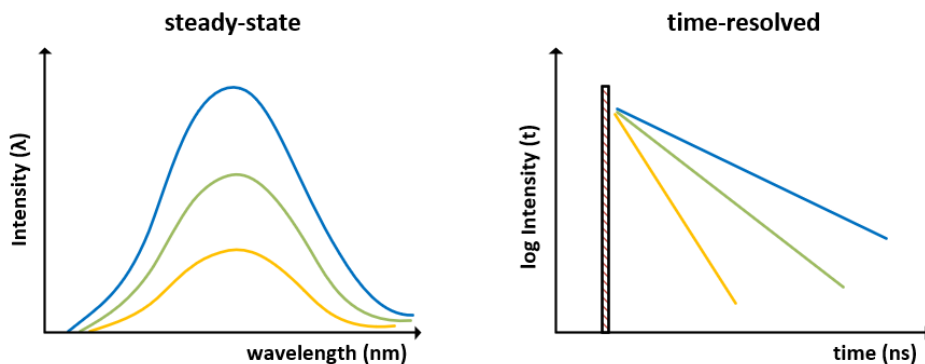 steady-state
Intensity (λ)
wavelength (nm)
time-resolved
log Intensity (t)
time (ns)